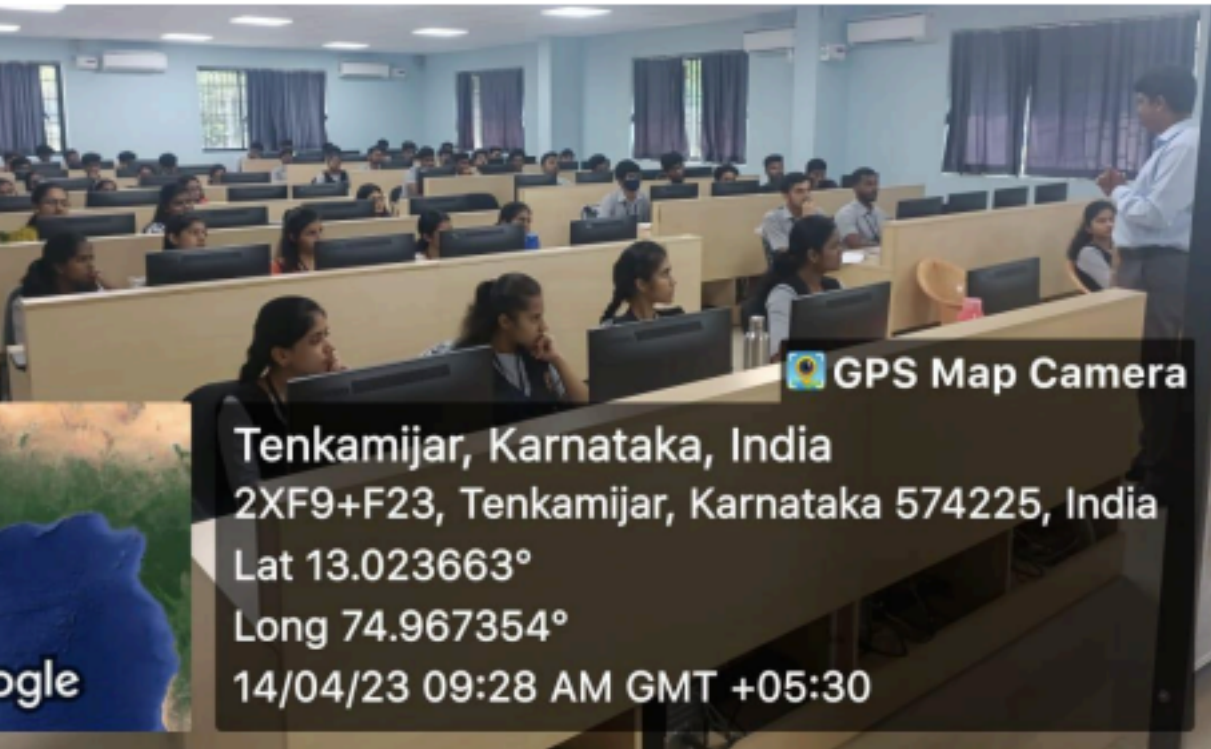 GPS Map Camera
Tenkamijar, Karnataka, India
2XF9+F23, Tenkamijar, Karnataka 574225, India
Lat 13.023663°
Long 74.967354°
14/04/23 09:28 AM GMT +05:30
ogle